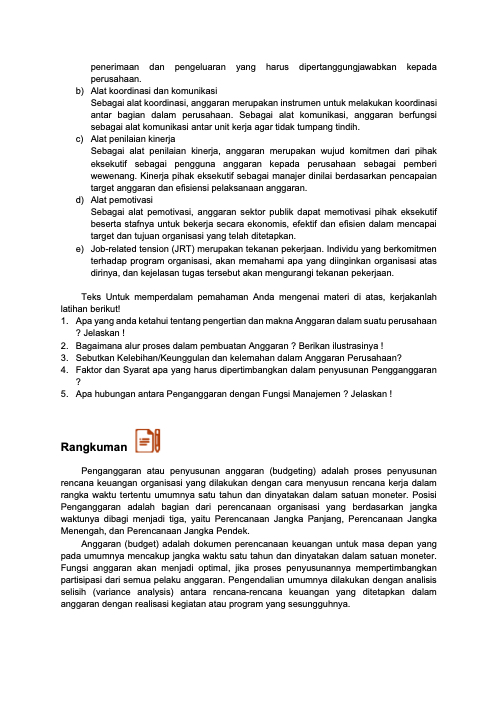 penerimaan dan pengeluaran yang harus dipertanggungjawabkan kepada
perusahaan.
b) Alat koordinasi dan komunikasi
Sebagai alat koordinasi, anggaran merupakan instrumen untuk melakukan koordinasi
antar bagian dalam perusahaan. Sebagai alat komunikasi, anggaran berfungsi
sebagai alat komunikasi antar unit kerja agar tidak tumpang tindih.
c) Alat penilaian kinerja
Sebagai alat penilaian kinerja, anggaran merupakan wujud komitmen dari pihak
eksekutif sebagai pengguna anggaran kepada perusahaan sebagai pemberi
wewenang. Kinerja pihak eksekutif sebagai manajer dinilai berdasarkan pencapaian
target anggaran dan efisiensi pelaksanaan anggaran.
d) Alat pemotivasi
Sebagai alat pemotivasi, anggaran sektor publik dapat memotivasi pihak eksekutif
beserta stafnya untuk bekerja secara ekonomis, efektif dan efisien dalam mencapai
target dan tujuan organisasi yang telah ditetapkan.
e) Job-related tension (JRT) merupakan tekanan pekerjaan. Individu yang berkomitmen
terhadap program organisasi, akan memahami apa yang diinginkan organisasi atas
dirinya, dan kejelasan tugas tersebut akan mengurangi tekanan pekerjaan.
Teks Untuk memperdalam pemahaman Anda mengenai materi di atas, kerjakanlah
latihan berikut!
1. Apa yang anda ketahui tentang pengertian dan makna Anggaran dalam suatu perusahaan
? Jelaskan !
2. Bagaimana alur proses dalam pembuatan Anggaran ? Berikan ilustrasinya !
3. Sebutkan Kelebihan/Keunggulan dan kelemahan dalam Anggaran Perusahaan?
4. Faktor dan Syarat apa yang harus dipertimbangkan dalam penyusunan Pengganggaran
?
5. Apa hubungan antara Penganggaran dengan Fungsi Manajemen ? Jelaskan !
Rangkuman
Penganggaran atau penyusunan anggaran (budgeting) adalah proses penyusunan
rencana keuangan organisasi yang dilakukan dengan cara menyusun rencana kerja dalam
rangka waktu tertentu umumnya satu tahun dan dinyatakan dalam satuan moneter. Posisi
Penganggaran adalah bagian dari perencanaan organisasi yang berdasarkan jangka
waktunya dibagi menjadi tiga, yaitu Perencanaan Jangka Panjang, Perencanaan Jangka
Menengah, dan Perencanaan Jangka Pendek.
Anggaran (budget) adalah dokumen perencanaan keuangan untuk masa depan yang
pada umumnya mencakup jangka waktu satu tahun dan dinyatakan dalam satuan moneter.
Fungsi anggaran akan menjadi optimal, jika proses penyusunannya mempertimbangkan
partisipasi dari semua pelaku anggaran. Pengendalian umumnya dilakukan dengan analisis
selisih (variance analysis) antara rencana-rencana keuangan yang ditetapkan dalam
anggaran dengan realisasi kegiatan atau program yang sesungguhnya.